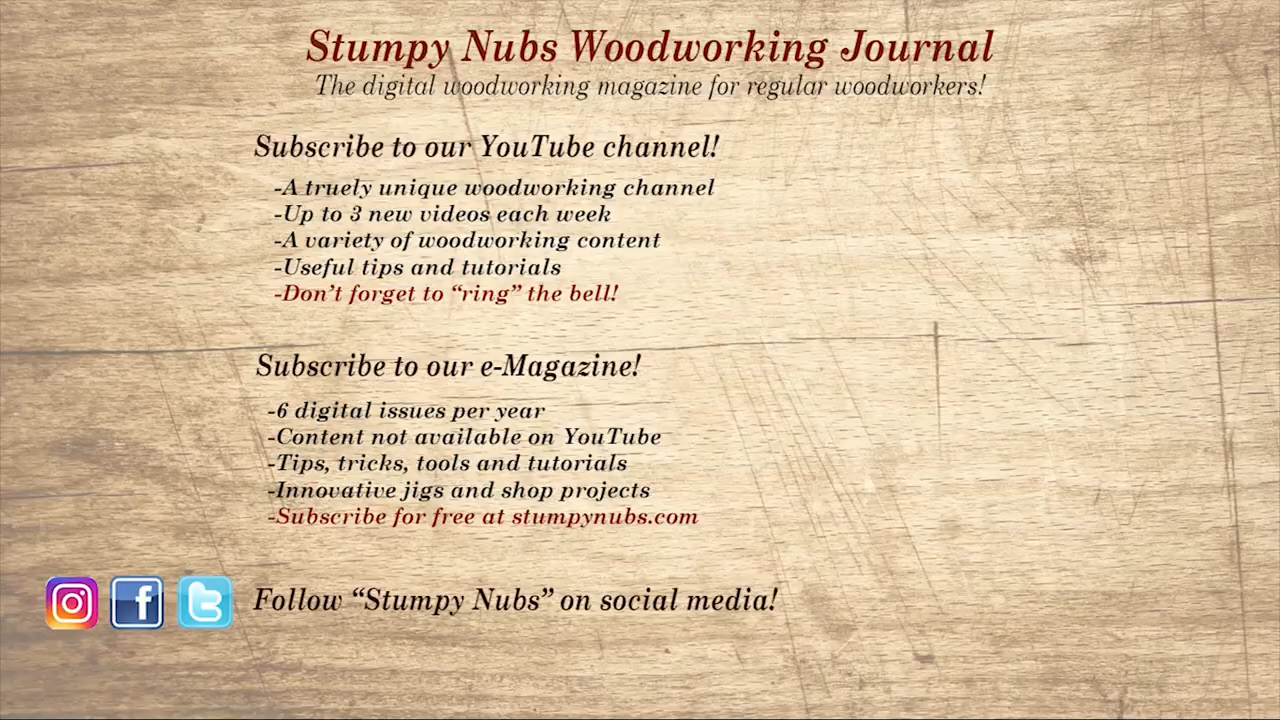 Stumpy Nubs Woodworking Journal
The digital woodworking magazine for regular woodworkers!
Subscribe to our YouTube channel!
-A truely unique woodworking channel
-Up to 3 new videos each week
-A variety of woodworking content
-Useful tips and tutorials
-Don't forget to “ring” the bell!
Subscribe to our e-Magazine!
-6 digital issues per year
-Content not available on YouTube
-Tips, tricks, tools and tutorials
-Innovative jigs and shop projects
-Subscribe for free at stumpynubs.com
Follow “Stumpy Nubs” on social media!